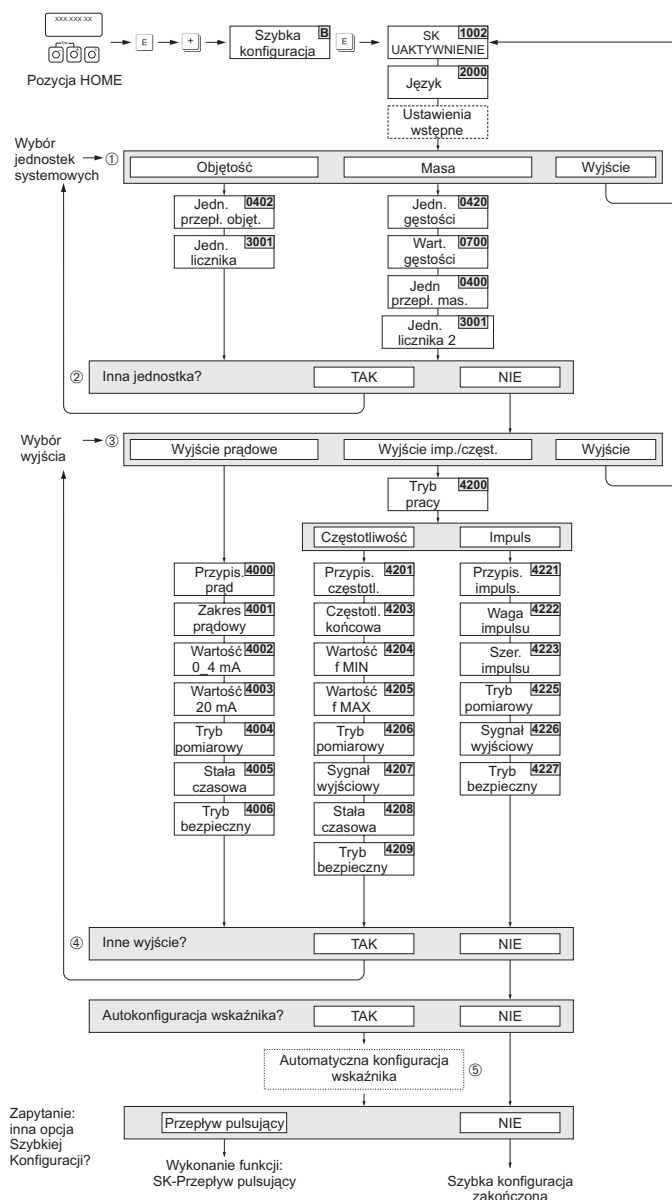 XXX.XXX.XX
Esc
E
+
Szybka
konfiguracja
B
E
SK
UAKTYWNIENIE
1002
Pozycja HOME
Język
2000
Ustawienia
wstępne
Wybór
jednostek
systemowych
①
Objętość
Masa
Wyjście
Jedn.
przepł. objęt.
0402
Jedn.
licznika
3001
Jedn.
gęstości
0420
Wart.
gęstości
0700
Jedn
przepł. mas.
0400
Jedn.
licznika 2
3001
②
Inna jednostka?
TAK
NIE
Wybór
wyjścia
③
Wyjście prądowe
Wyjście imp./częst.
Wyjście
Tryb
pracy
4200
Częstotliwość
Impuls
Przypis.
prąd
4000
Zakres
prądowy
4001
Wartość
0_4 mA
4002
Wartość
20 mA
4003
Tryb
pomiarowy
4004
Stała
czasowa
4005
Tryb
bezpieczny
4006
Przypis.
częstotl.
4201
Częstotl.
końcowa
4203
Wartość
f MIN
4204
Wartość
f MAX
4205
Tryb
pomiarowy
4206
Sygnał
wyjściowy
4207
Stała
czasowa
4208
Tryb
bezpieczny
4209
Przypis.
impuls.
4221
Waga
impulsu
4222
Szer.
impulsu
4223
Tryb
pomiarowy
4225
Sygnał
wyjściowy
4226
Tryb
bezpieczny
4227
④
Inne wyjście?
TAK
NIE
Autokonfiguracja wskaźnika?
TAK
NIE
Automatyczna konfiguracja
wskaźnika
⑤
Zapytanie:
inna opcja
Szybkiej
Konfiguracji?
Przepływ pulsujący
NIE
Wykonanie funkcji:
SK-Przepływ pulsujący
Szybka konfiguracja
zakończona